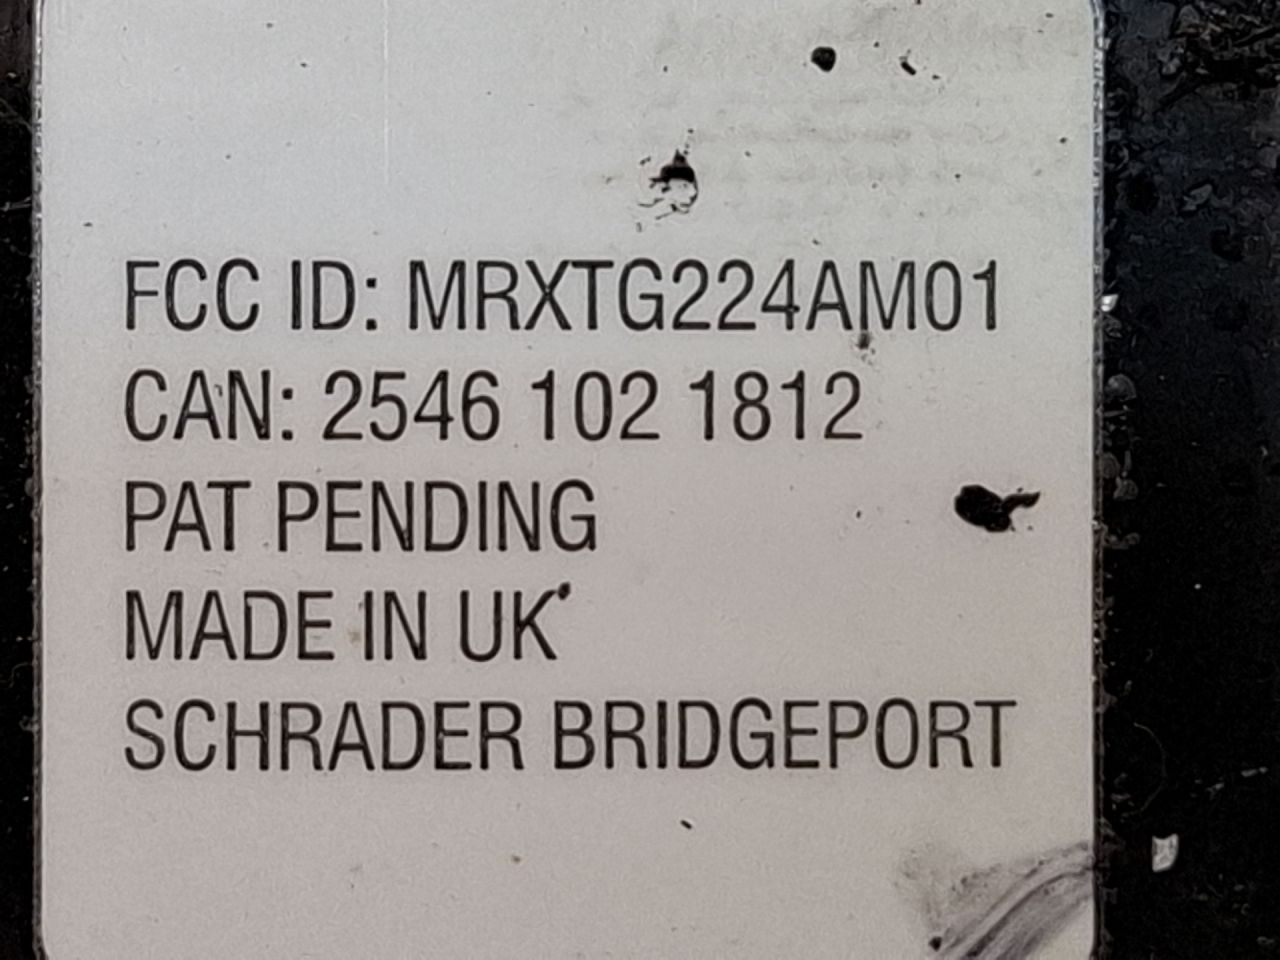 FCC ID: MRXTG224AM01
CAN: 2546 102 1812
PAT PENDING
MADE IN UK
SCHRADER BRIDGEPORT